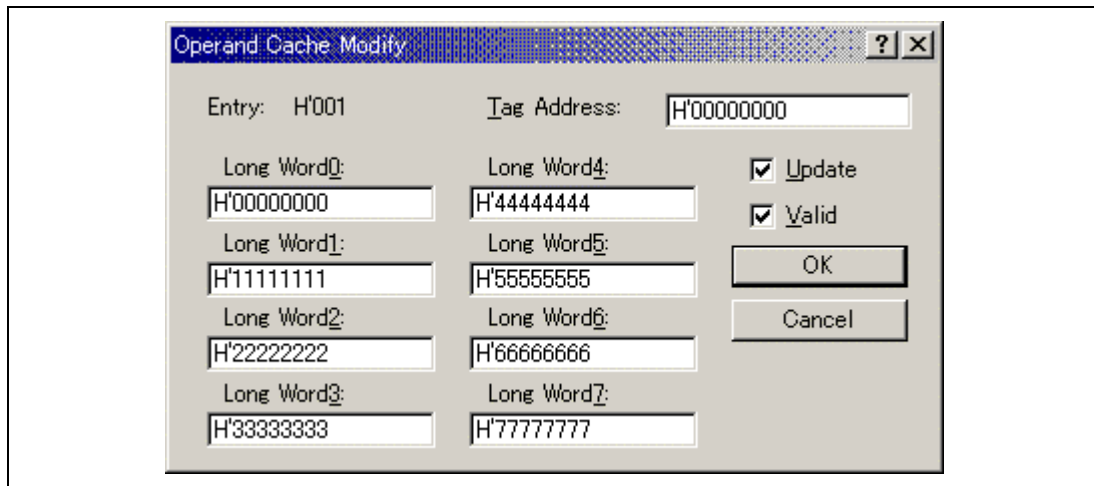 Operand Cache Modify
Entry: H'001 Tag Address: H'00000000
Long Word0: Long Word4: Update
H'00000000 H'44444444 Valid
Long Word1: Long Word5:
H'11111111 H'55555555 OK
Long Word2: Long Word6: Cancel
H'22222222 H'66666666
Long Word3: Long Word7:
H'33333333 H'77777777